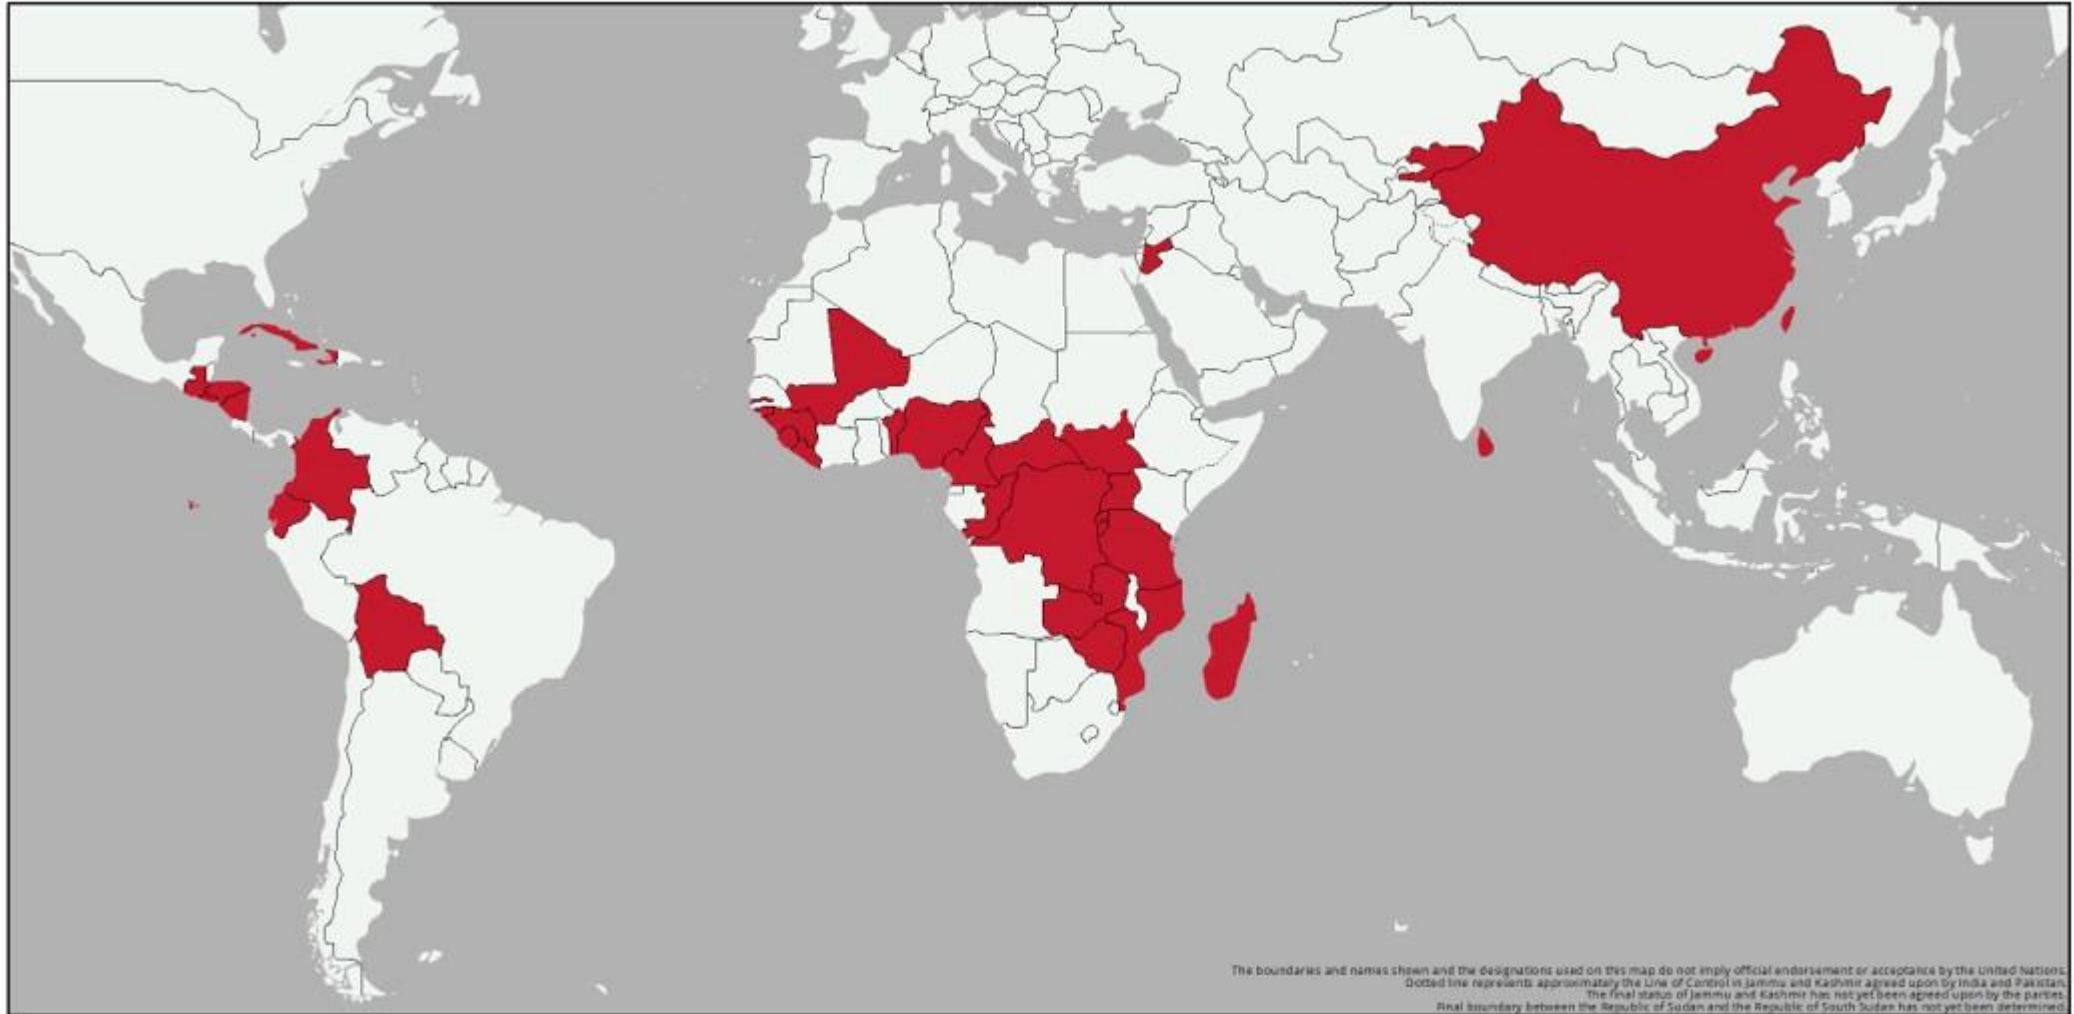 The boundaries and names shown and the designations used on this map do not imply official endorsement or acceptance by the United Nations.
Dotted line represents approximately the Line of Control in Jammu and Kashmir agreed upon by India and Pakistan.
The final status of Jammu and Kashmir has not yet been agreed upon by the parties.
Final boundary between the Republic of Sudan and the Republic of South Sudan has not yet been determined.